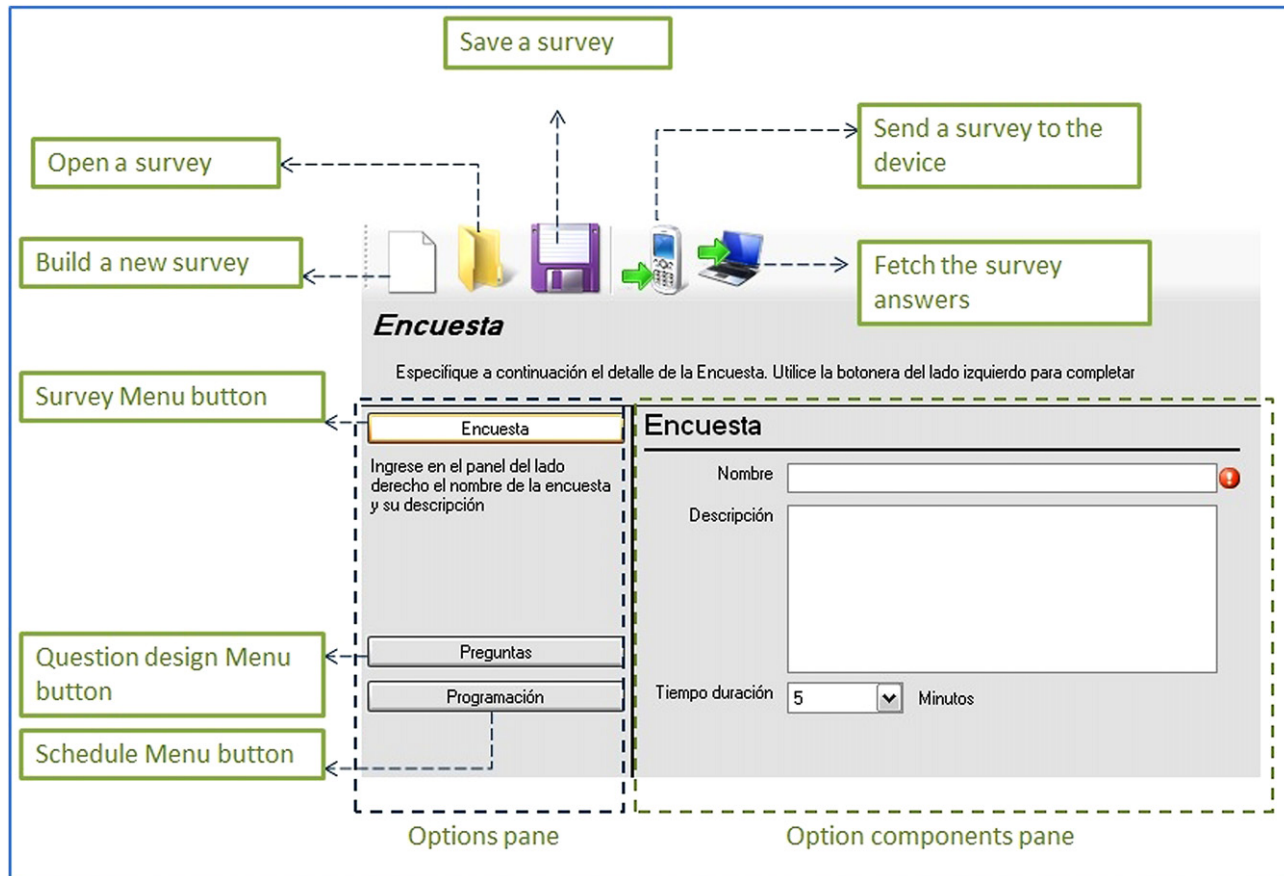 Save a survey
Send a survey to the
device
Open a survey
Build a new survey
Fetch the survey
answers
Encuesta
Especifique a continuación el detalle de la Encuesta. Utilice la botonera del lado izquierdo para completar
Survey Menu button
Encuesta
Ingrese en el panel del lado
derecho el nombre de la encuesta
y su descripción
Encuesta
Nombre
Descripción
Question design Menu
button
Preguntas
Programación
Tiempo duración
5
Minutos
Schedule Menu button
Options pane
Option components pane